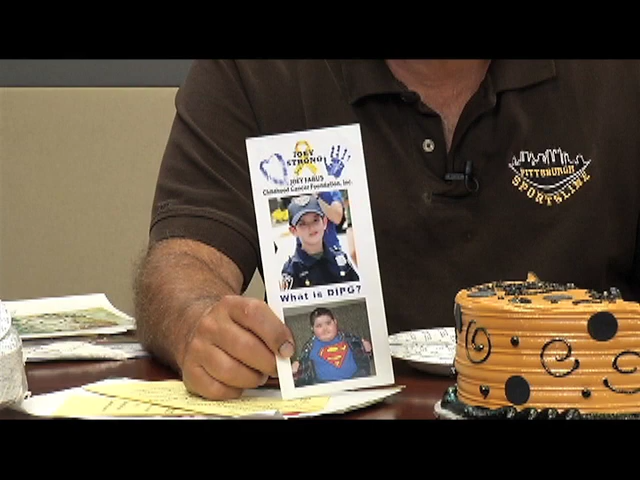 JOEY
STRONG!
JOEY FABUS
Childhood Cancer Foundation, Inc.
What is DIPG?
PITTSBURGH
SPORTSLINE